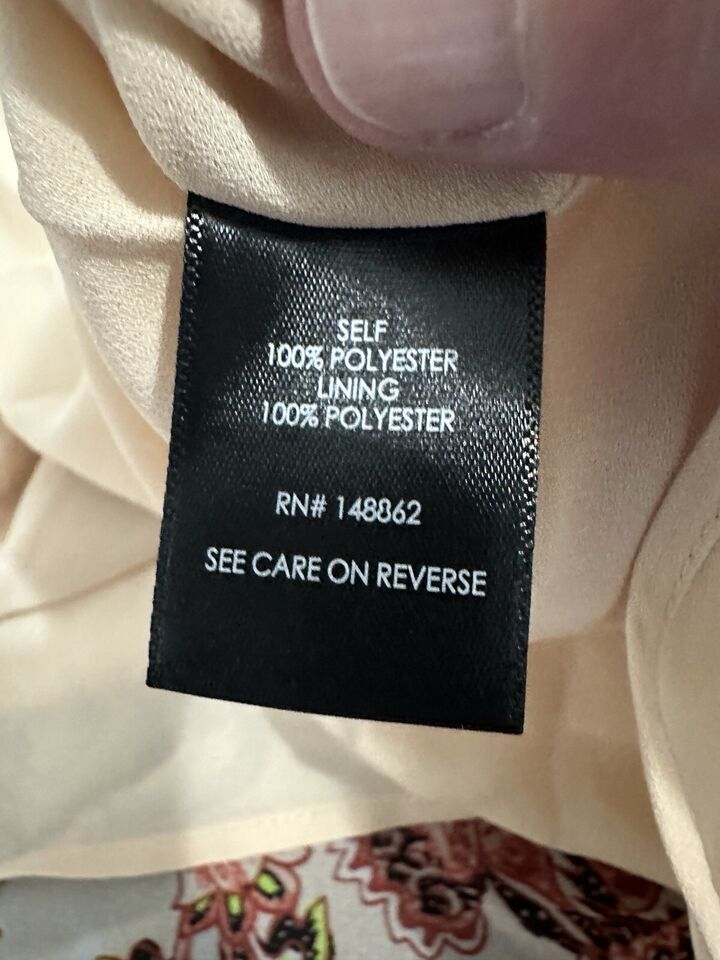 SELF
100% POLYESTER
LINING
100% POLYESTER
RN# 148862
SEE CARE ON REVERSE